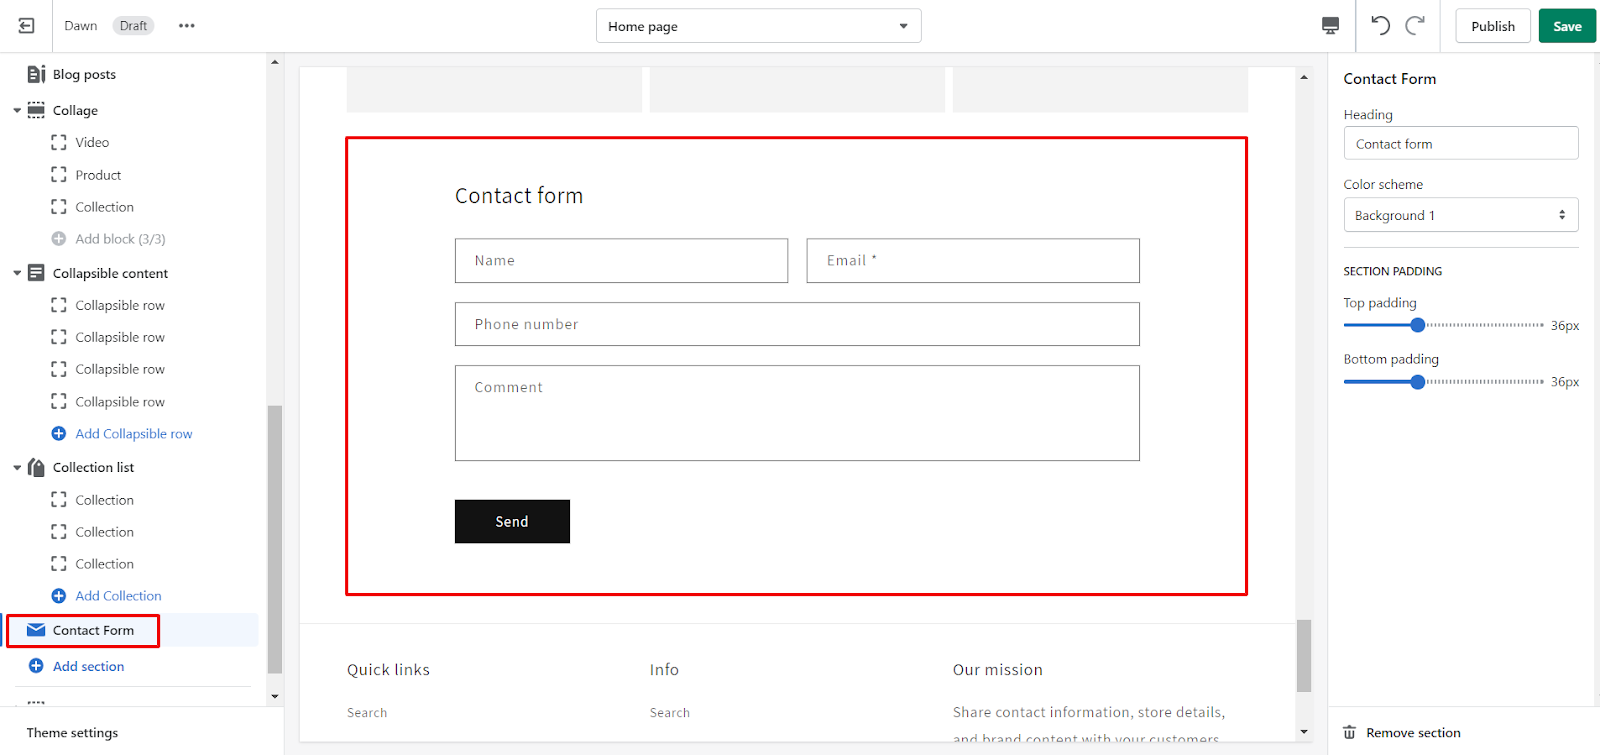 Dawn
Draft
Home page
Publish
Save
Blog posts
Collage
Video
Product
Collection
Add block (3/3)
Collapsible content
Collapsible row
Collapsible row
Collapsible row
Collapsible row
Add Collapsible row
Collection list
Collection
Collection
Collection
Add Collection
Contact Form
Add section
Theme settings
Contact form
Name
Email *
Phone number
Comment
Send
Quick links
Search
Info
Search
Our mission
Share contact information, store details,
and brand content with your customers.
Contact Form
Heading
Contact form
Color scheme
Background 1
SECTION PADDING
Top padding
36px
Bottom padding
36px
Remove section